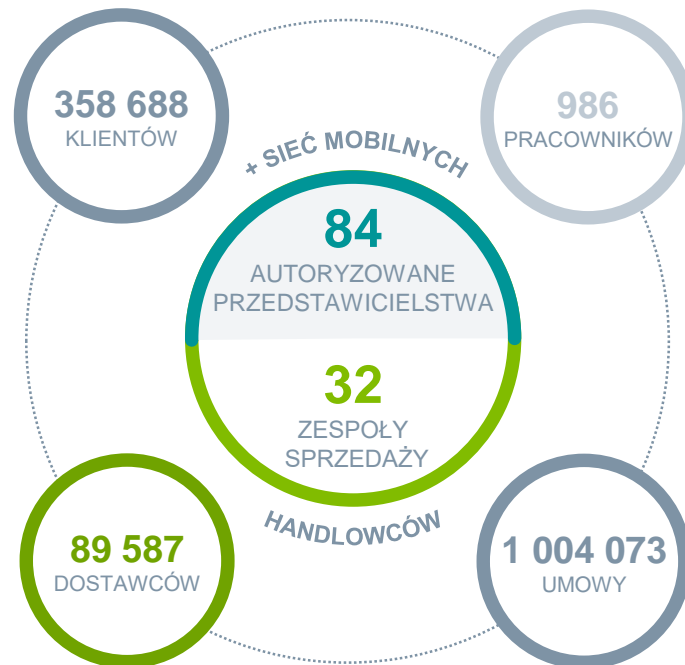 358 688
KLIENTÓW
986
PRACOWNIKÓW
+ SIEĆ MOBILNYCH
84
AUTORYZOWANE
PRZEDSTAWICIELSTWA
32
ZESPOŁY
SPRZEDAŻY
HANDLOWCÓW
89 587
DOSTAWCÓW
1 004 073
UMOWY